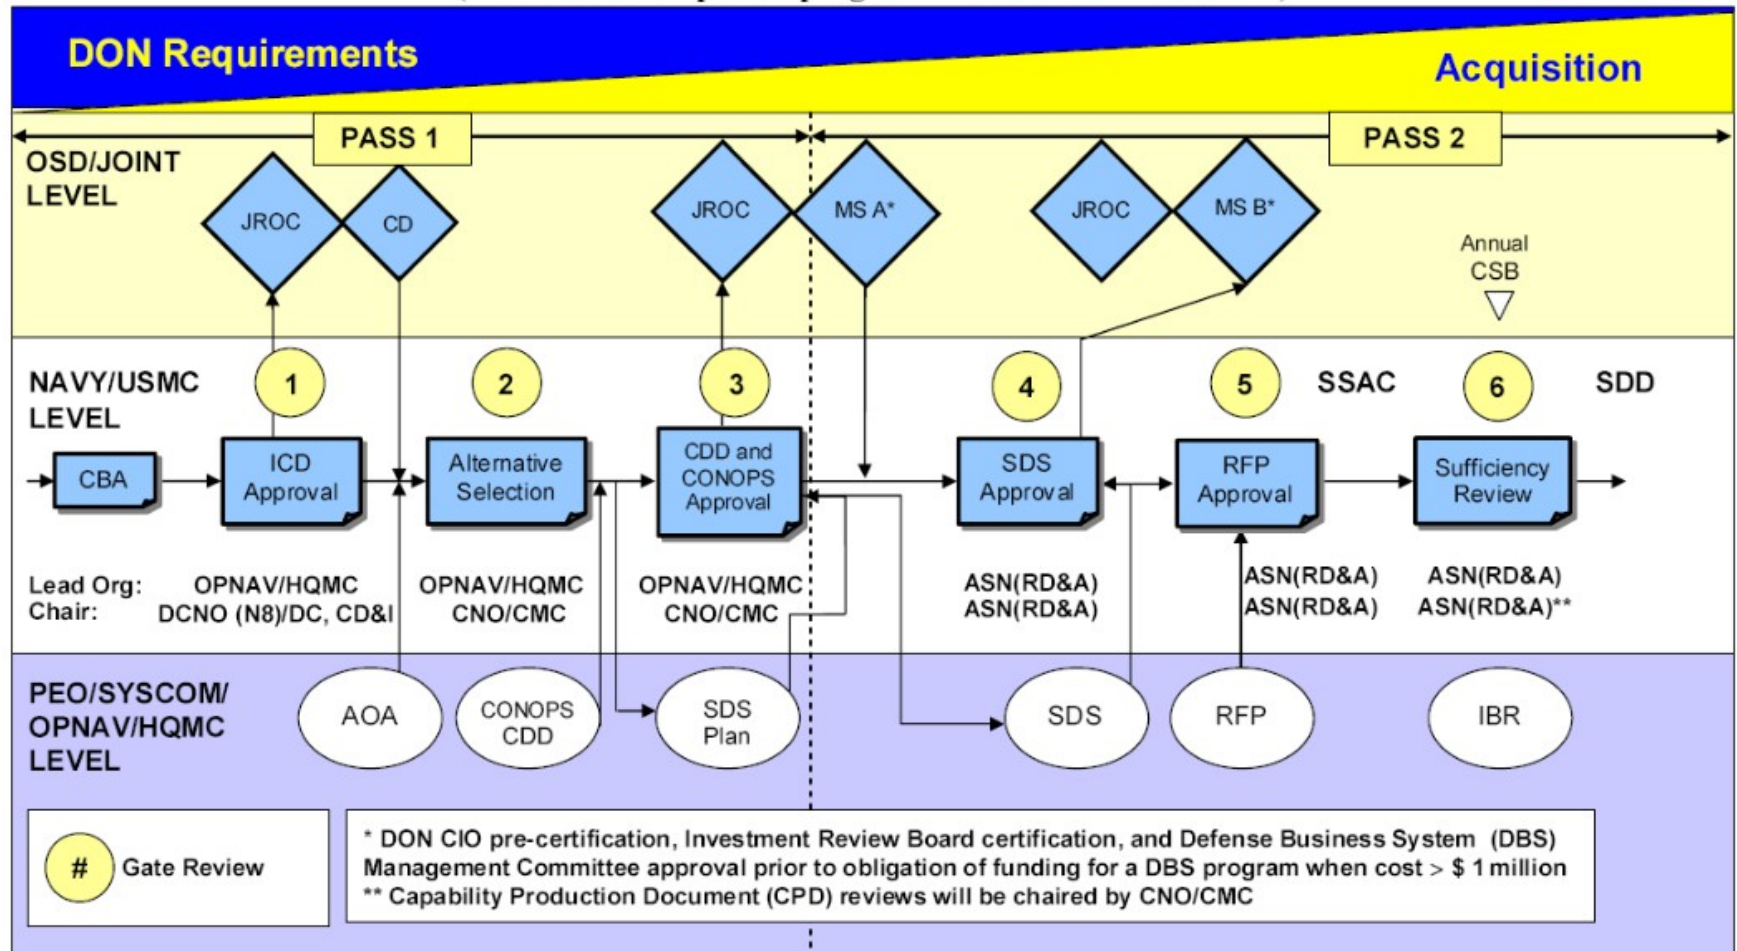 DON Requirements
Acquisition
PASS 1
PASS 2
OSD/JOINT
LEVEL
JROC
CD
JROC
MS A*
JROC
MS B*
Annual
CSB
NAVY/USMC
LEVEL
1
2
3
4
5
SSAC
6
SDD
CBA
ICD
Approval
Alternative
Selection
CDD and
CONOPS
Approval
SDS
Approval
RFP
Approval
Sufficiency
Review
Lead Org:
Chair:
OPNAV/HQMC
DCNO (N8)/DC, CD&I
OPNAV/HQMC
CNO/CMC
OPNAV/HQMC
CNO/CMC
ASN(RD&A)
ASN(RD&A)
ASN(RD&A)
ASN(RD&A)
ASN(RD&A)
ASN(RD&A)**
PEO/SYSCOM/
OPNAV/HQMC
LEVEL
AOA
CONOPS
CDD
SDS
Plan
SDS
RFP
IBR
#
Gate Review
* DON CIO pre-certification, Investment Review Board certification, and Defense Business System (DBS)
Management Committee approval prior to obligation of funding for a DBS program when cost > $ 1 million
** Capability Production Document (CPD) reviews will be chaired by CNO/CMC